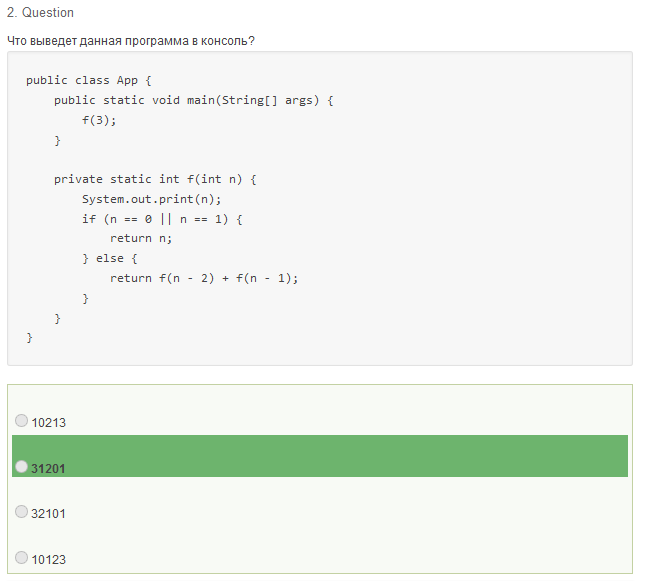 2. Question
Что выведет данная программа в консоль?
public class App {
    public static void main(String[] args) {
        f(3);
    }

    private static int f(int n) {
        System.out.print(n);
        if (n == 0 || n == 1) {
            return n;
        } else {
            return f(n - 2) + f(n - 1);
        }
    }
}
10213
31201
32101
10123